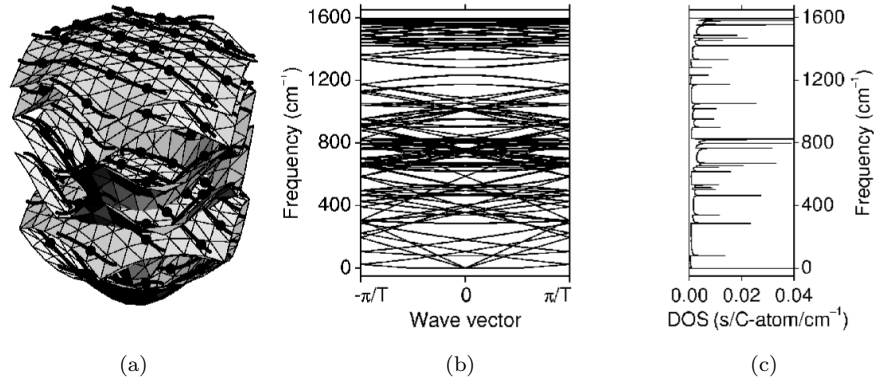 1600
1200
800
400
0
Frequency (cm⁻¹)
-π/T
0
π/T
Wave vector
1600
1200
800
400
0
Frequency (cm⁻¹)
0.00
0.02
0.04
DOS (s/C-atom/cm⁻¹)
(a)
(b)
(c)